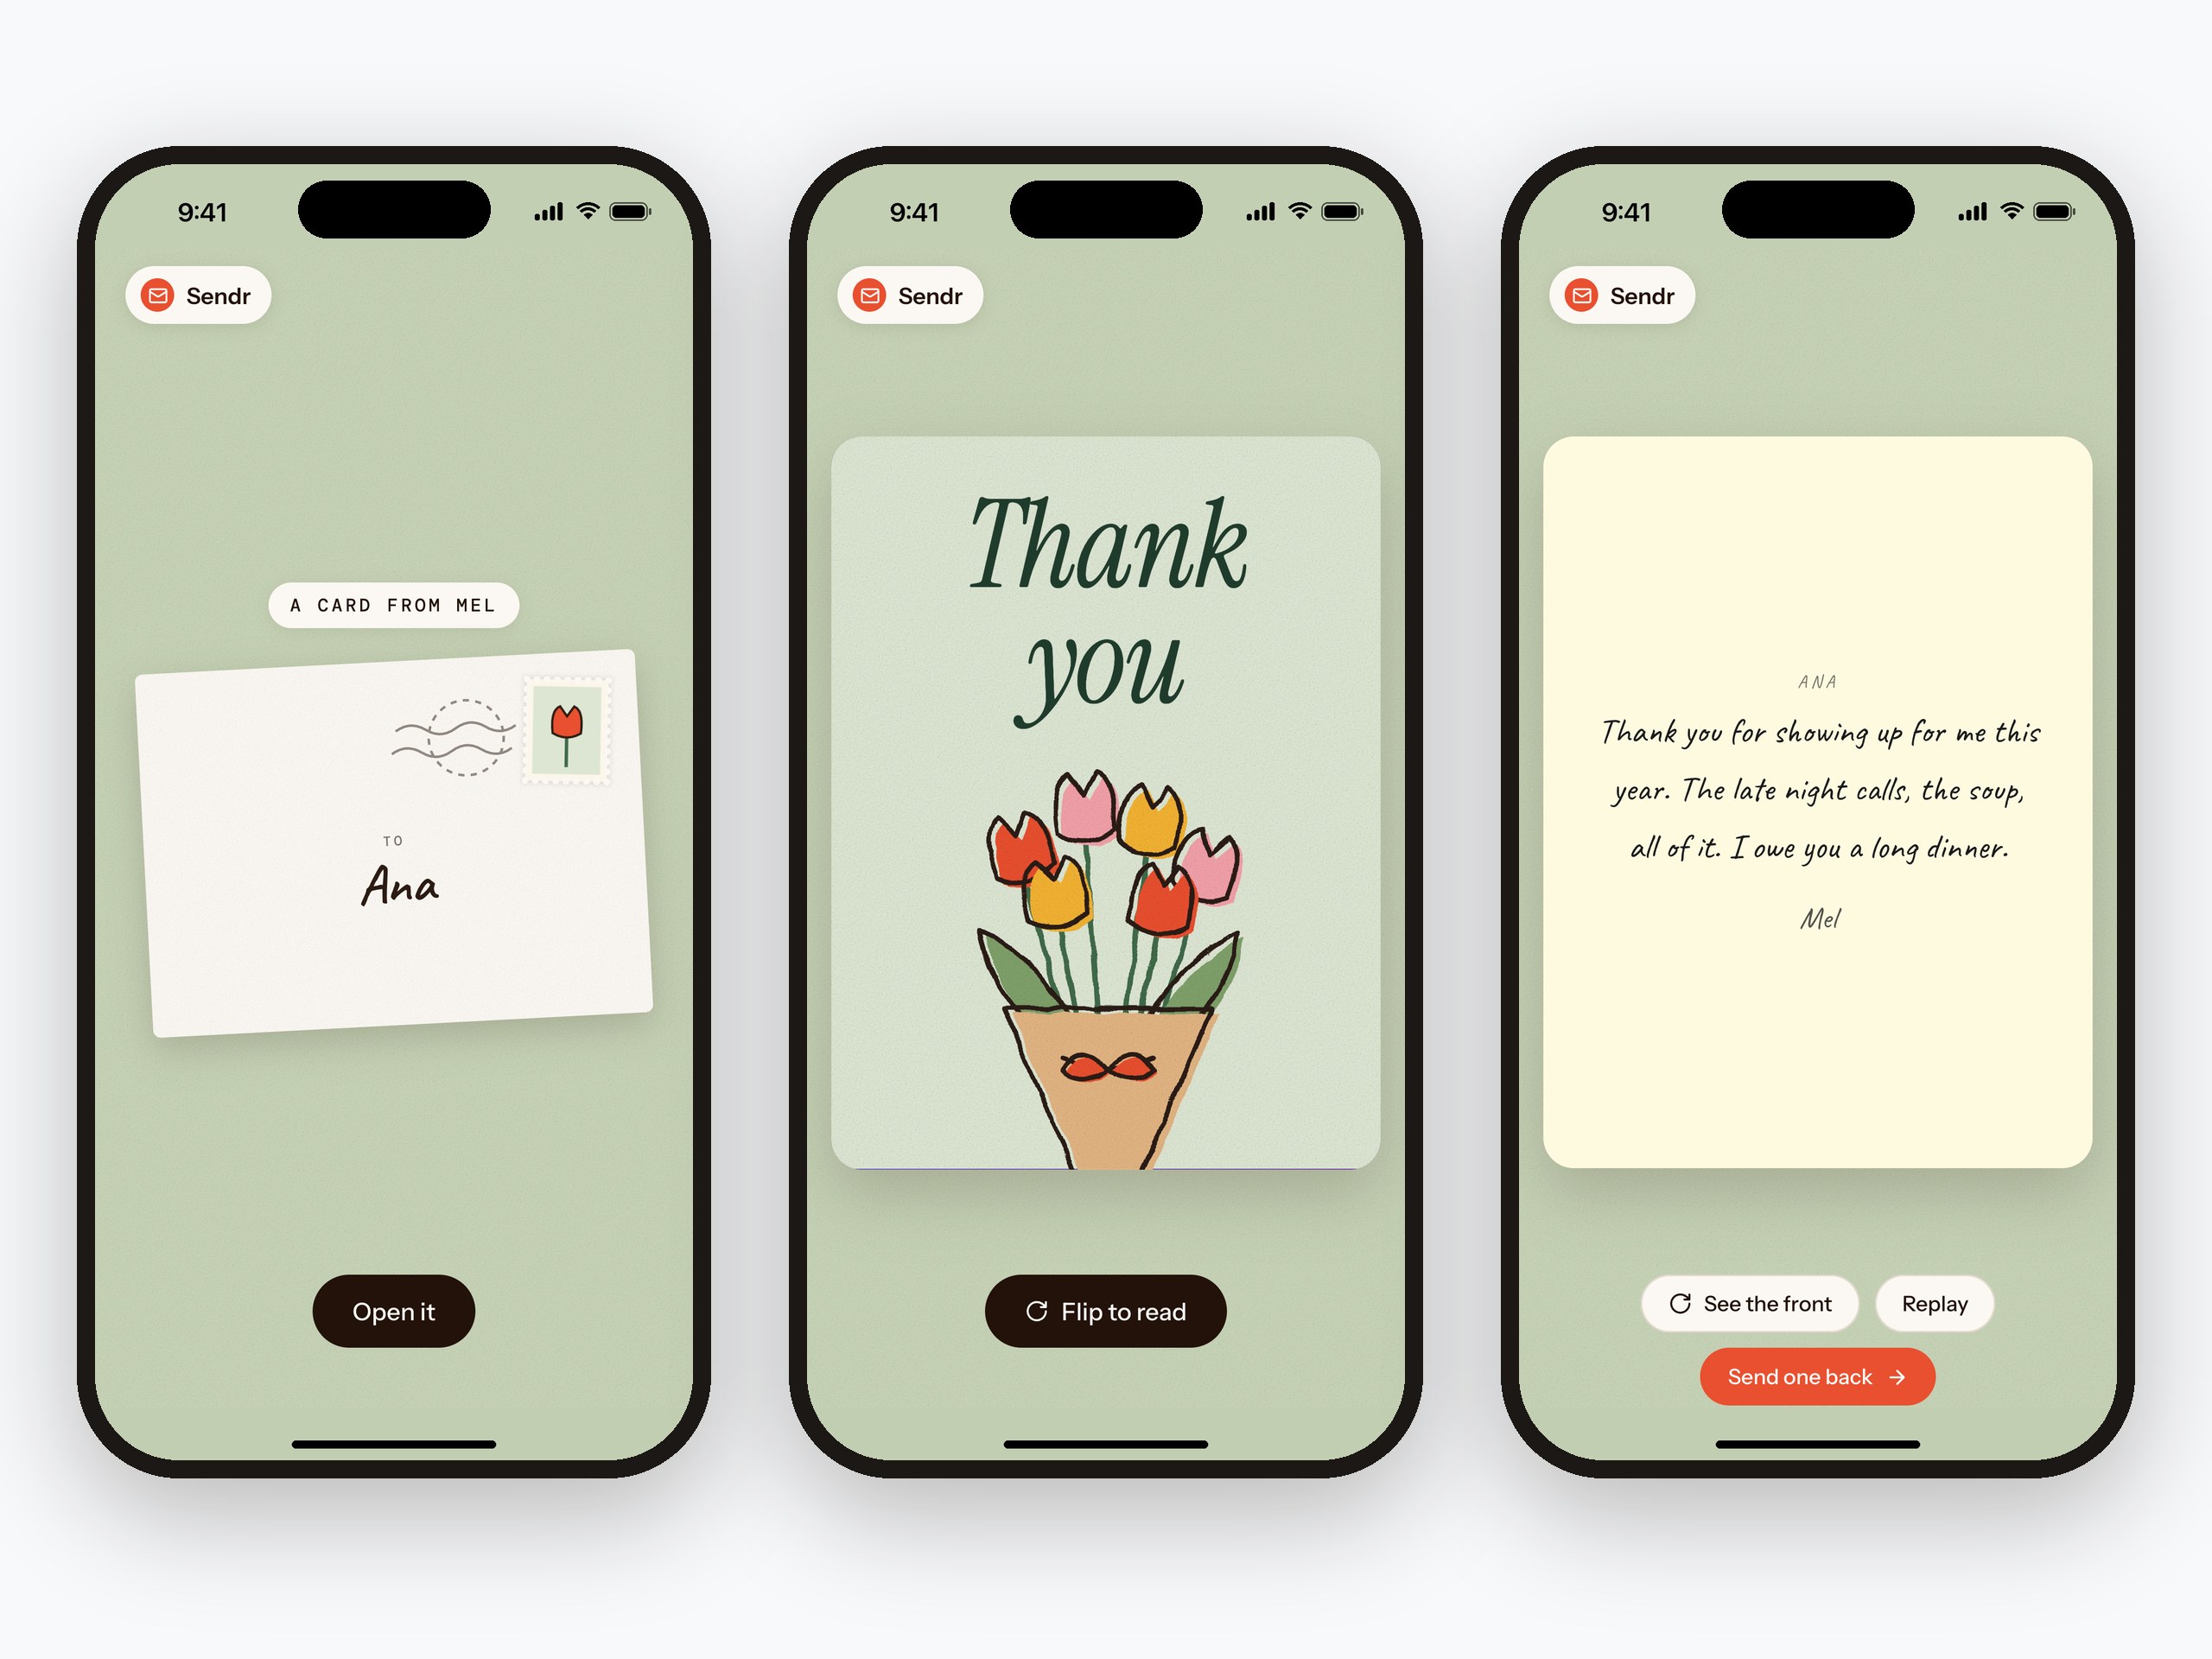 9:41
Sendr
A CARD FROM MEL
TO
Ana
Open it
9:41
Sendr
Thank
you
Flip to read
9:41
Sendr
ANA
Thank you for showing up for me this
year. The late night calls, the soup,
all of it. I owe you a long dinner.
Mel
See the front
Replay
Send one back